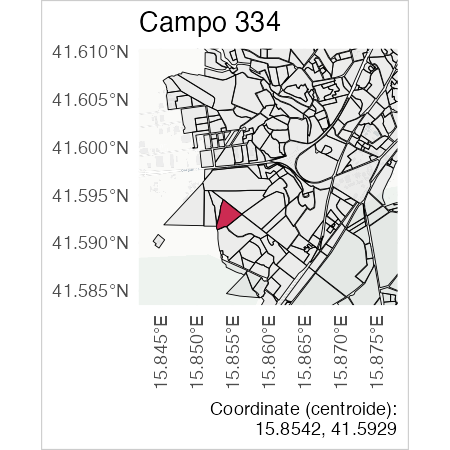 Campo 334
41.610°N
41.605°N
41.600°N
41.595°N
41.590°N
41.585°N
15.845°E
15.850°E
15.855°E
15.860°E
15.865°E
15.870°E
15.875°E
Coordinate (centroide):
15.8542, 41.5929